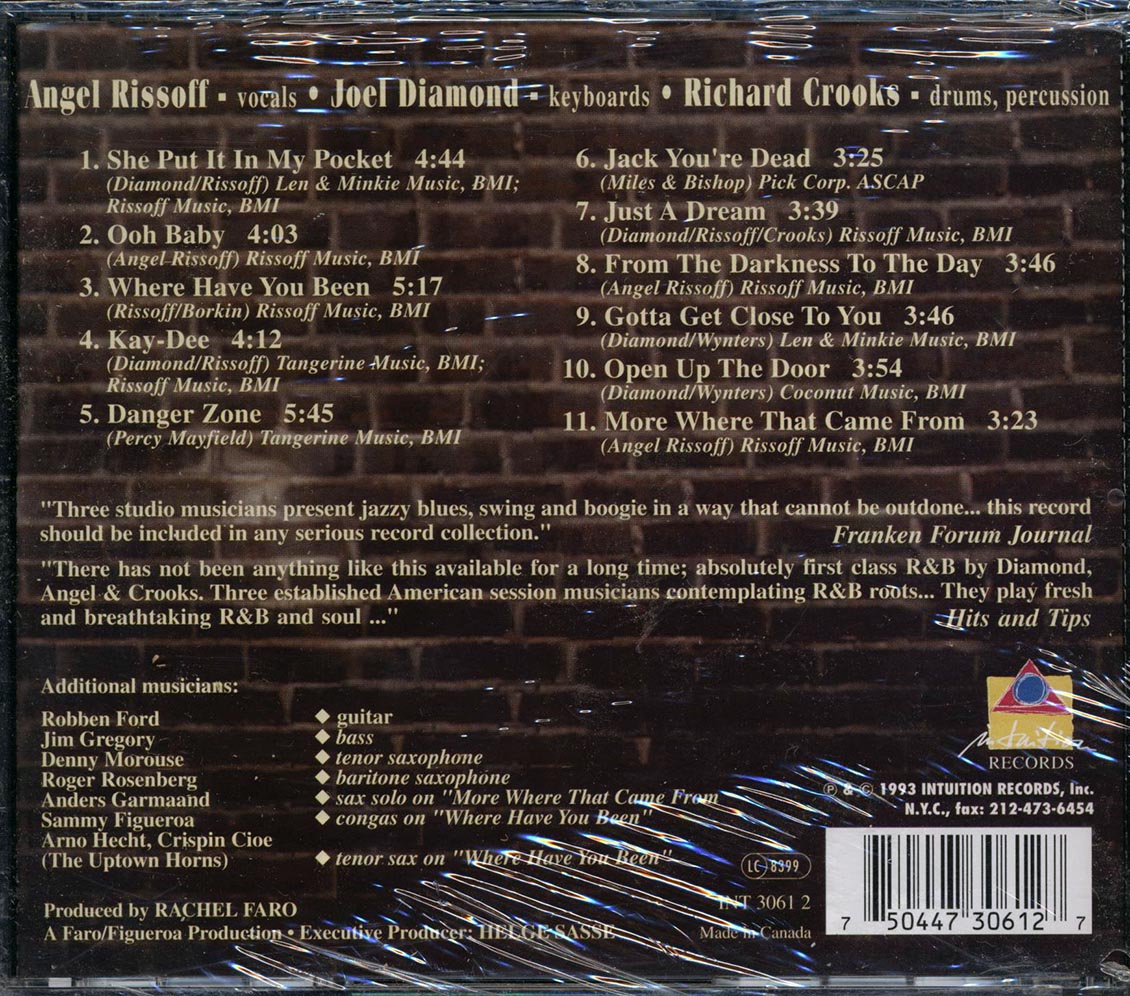 Angel Rissoff ▪ vocals • Joel Diamond ▪ keyboards • Richard Crooks ▪ drums, percussion
1. She Put It In My Pocket 4:44
(Diamond/Rissoff) Len & Minkie Music, BMI;
Rissoff Music, BMI
2. Ooh Baby 4:03
(Angel Rissoff) Rissoff Music, BMI
3. Where Have You Been 5:17
(Rissoff/Borkin) Rissoff Music, BMI
4. Kay-Dee 4:12
(Diamond/Rissoff) Tangerine Music, BMI;
Rissoff Music, BMI
5. Danger Zone 5:45
(Percy Mayfield) Tangerine Music, BMI
6. Jack You're Dead 3:25
(Miles & Bishop) Pick Corp. ASCAP
7. Just A Dream 3:39
(Diamond/Rissoff/Crooks) Rissoff Music, BMI
8. From The Darkness To The Day 3:46
(Angel Rissoff) Rissoff Music, BMI
9. Gotta Get Close To You 3:46
(Diamond/Wynters) Len & Minkie Music, BMI
10. Open Up The Door 3:54
(Diamond/Wynters) Coconut Music, BMI
11. More Where That Came From 3:23
(Angel Rissoff) Rissoff Music, BMI
"Three studio musicians present jazzy blues, swing and boogie in a way that cannot be outdone... this record
should be included in any serious record collection." Franken Forum Journal
"There has not been anything like this available for a long time; absolutely first class R&B by Diamond,
Angel & Crooks. Three established American session musicians contemplating R&B roots... They play fresh
and breathtaking R&B and soul ..." Hits and Tips
Additional musicians:
Robben Ford ◆ guitar
Jim Gregory ◆ bass
Denny Morouse ◆ tenor saxophone
Roger Rosenberg ◆ baritone saxophone
Anders Garmaand ◆ sax solo on "More Where That Came From
Sammy Figueroa ◆ congas on "Where Have You Been"
Arno Hecht, Crispin Cioe
(The Uptown Horns) ◆ tenor sax on "Where Have You Been"
Produced by RACHEL FARO
A Faro/Figueroa Production • Executive Producer: HELGE SASSE
intuition
RECORDS
℗ & © 1993 INTUITION RECORDS, Inc.
N.Y.C., fax: 212-473-6454
LC 8399
INT 3061 2
Made in Canada
7 50447 30612 7